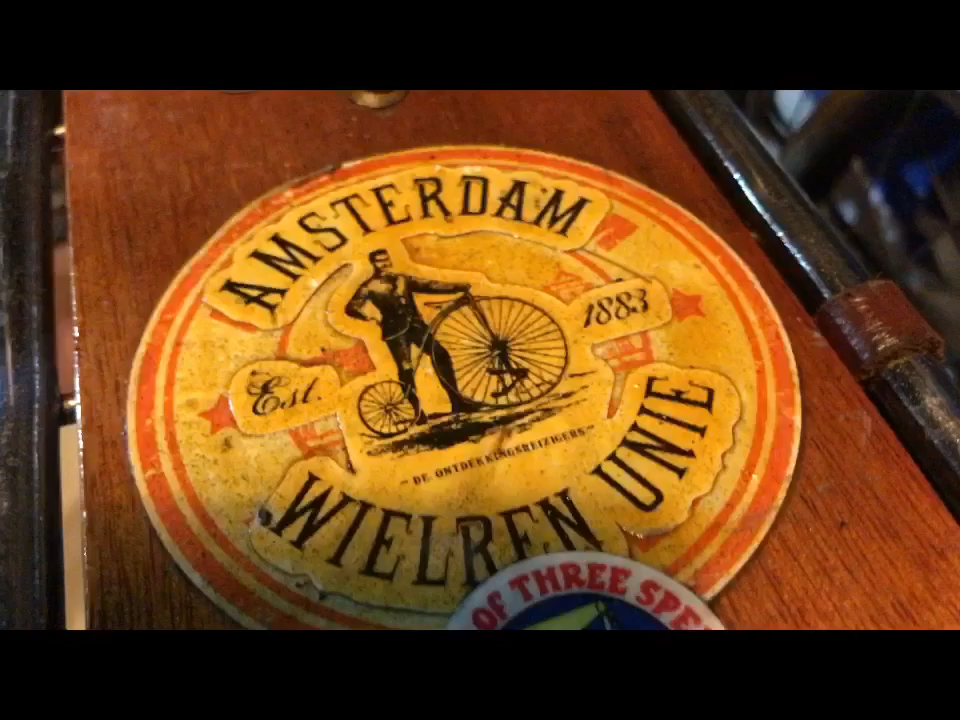 AMSTERDAM
Est. 1883
~ DE ONTDEKKINGSREIZIGERS ~
WIELREN UNIE
OF THREE SPE